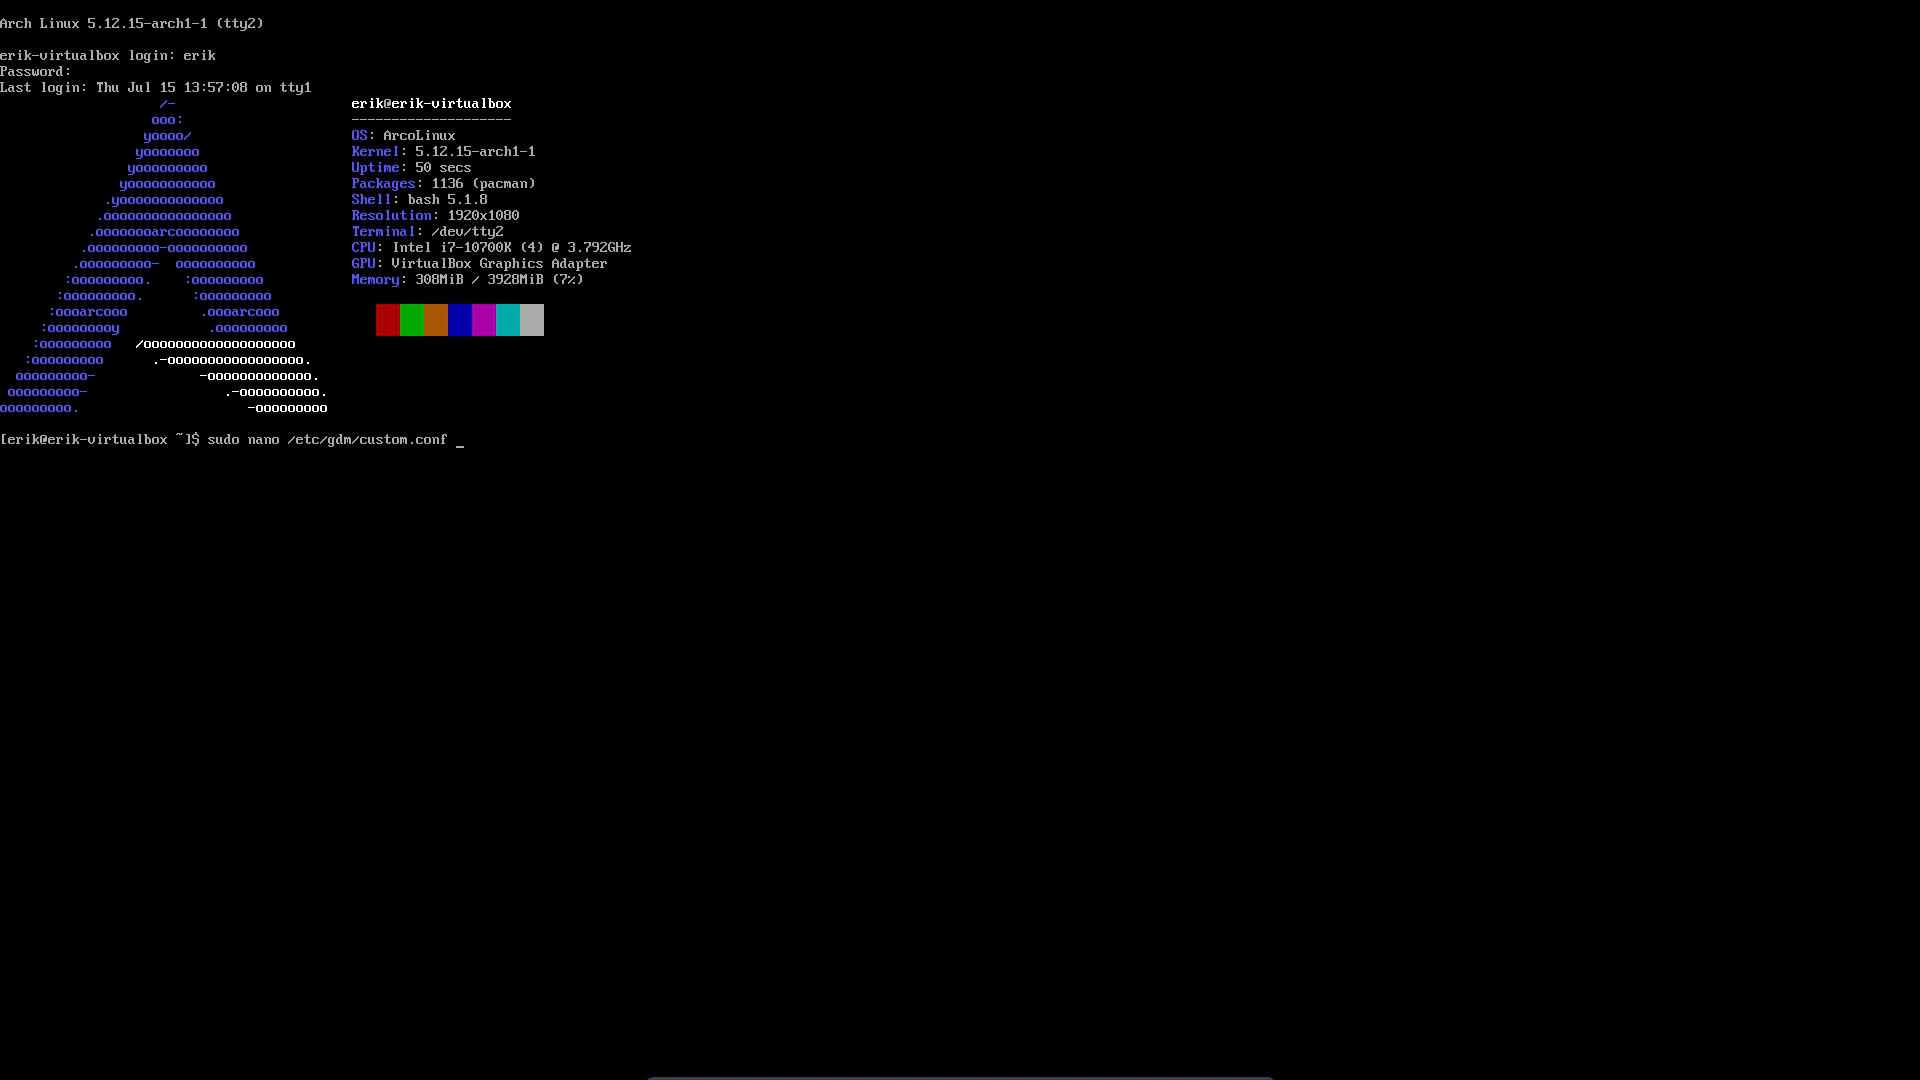 Arch Linux 5.12.15-arch1-1 (tty2)
erik-virtualbox login: erik
Password:
Last login: Thu Jul 15 13:57:08 on tty1
/- erik@erik-virtualbox
ooo: --------------------
yoooo/ OS: ArcoLinux
yooooooo Kernel: 5.12.15-arch1-1
yooooooooo Uptime: 50 secs
yooooooooooo Packages: 1136 (pacman)
.yooooooooooooo Shell: bash 5.1.8
.oooooooooooooooo Resolution: 1920x1080
.oooooooarcoooooooo Terminal: /dev/tty2
.ooooooooo-oooooooooo CPU: Intel i7-10700K (4) @ 3.792GHz
.ooooooooo-  oooooooooo GPU: VirtualBox Graphics Adapter
:ooooooooo.    :ooooooooo Memory: 308MiB / 3928MiB (7%)
:ooooooooo.      :ooooooooo
:oooarcooo         .oooarcooo
:ooooooooy           .ooooooooo
:ooooooooo   /ooooooooooooooooooo
:ooooooooo      .-ooooooooooooooooo.
ooooooooo-             -ooooooooooooo.
ooooooooo-                 .-oooooooooo.
ooooooooo.                     -ooooooooo
[erik@erik-virtualbox ~]$ sudo nano /etc/gdm/custom.conf _